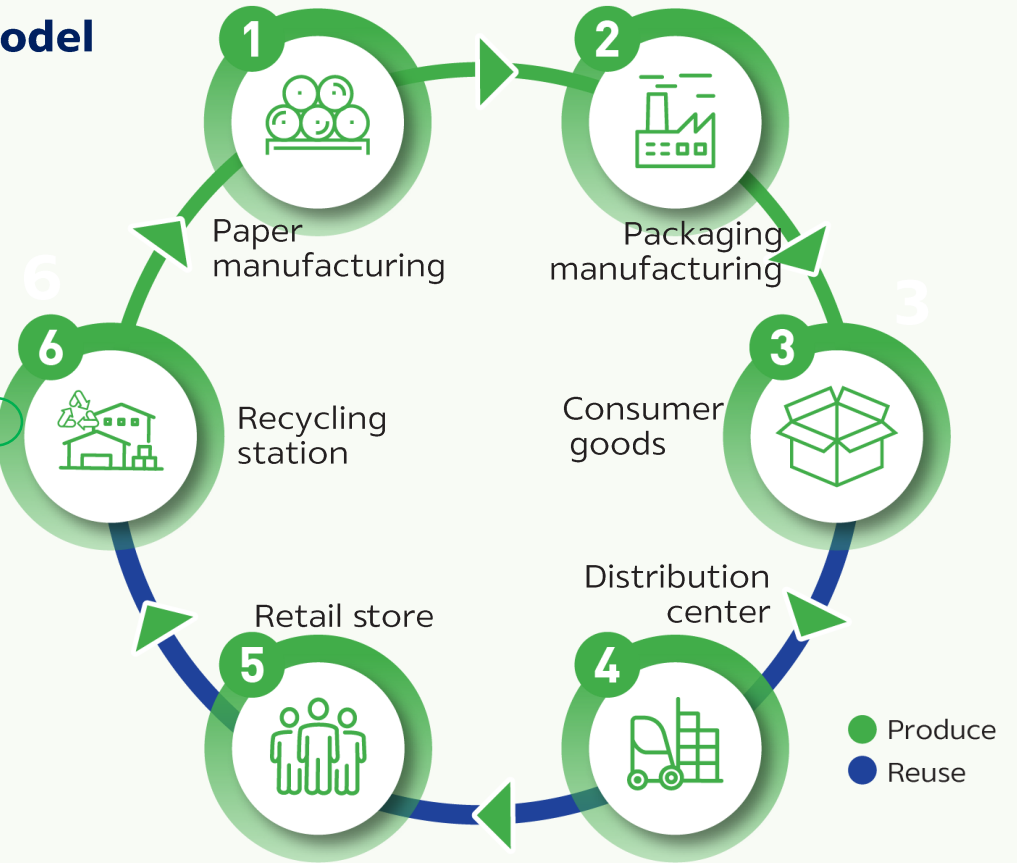 odel
1
2
Paper
manufacturing
Packaging
manufacturing
6
3
6
3
Recycling
station
Consumer
goods
Distribution
center
Retail store
5
4
Produce
Reuse